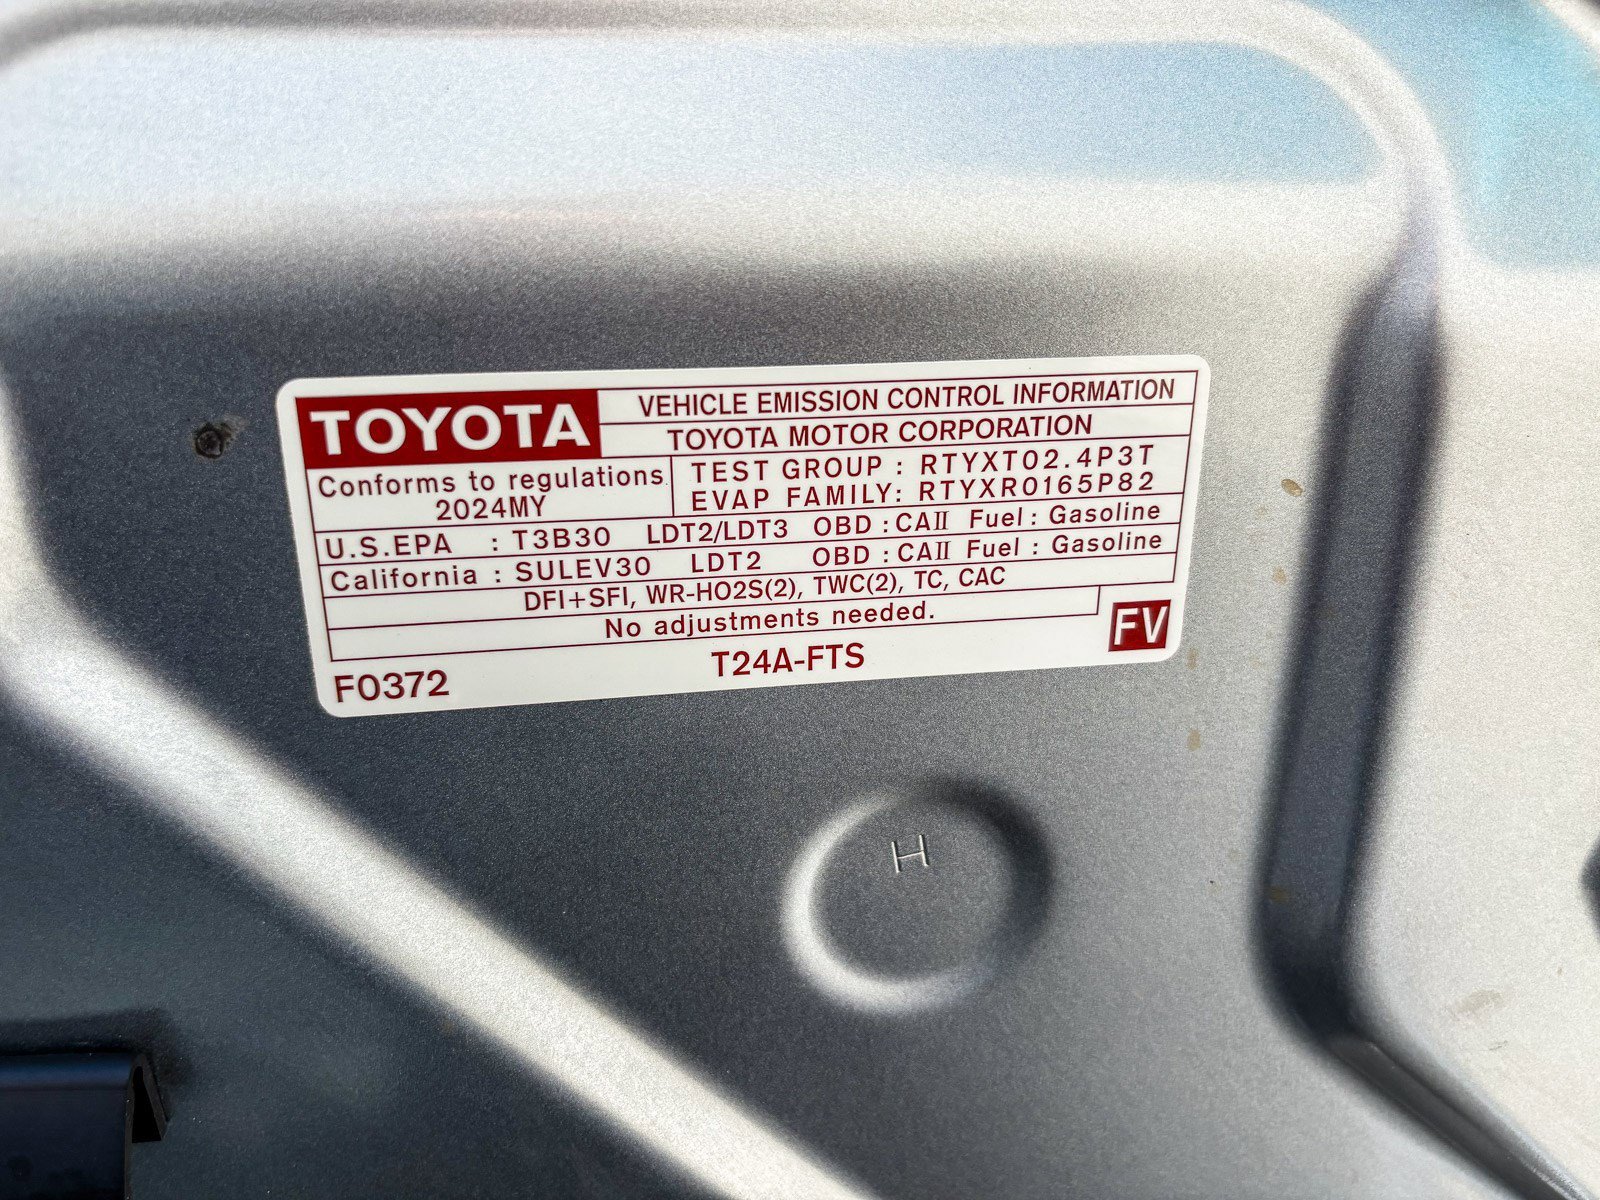 TOYOTA
VEHICLE EMISSION CONTROL INFORMATION
TOYOTA MOTOR CORPORATION
Conforms to regulations
2024MY
TEST GROUP : RTYXT02.4P3T
EVAP FAMILY: RTYXR0165P82
U.S.EPA : T3B30 LDT2/LDT3 OBD : CAII Fuel : Gasoline
California : SULEV30 LDT2 OBD : CAII Fuel : Gasoline
DFI+SFI, WR-HO2S(2), TWC(2), TC, CAC
No adjustments needed.
FV
F0372
T24A-FTS
H